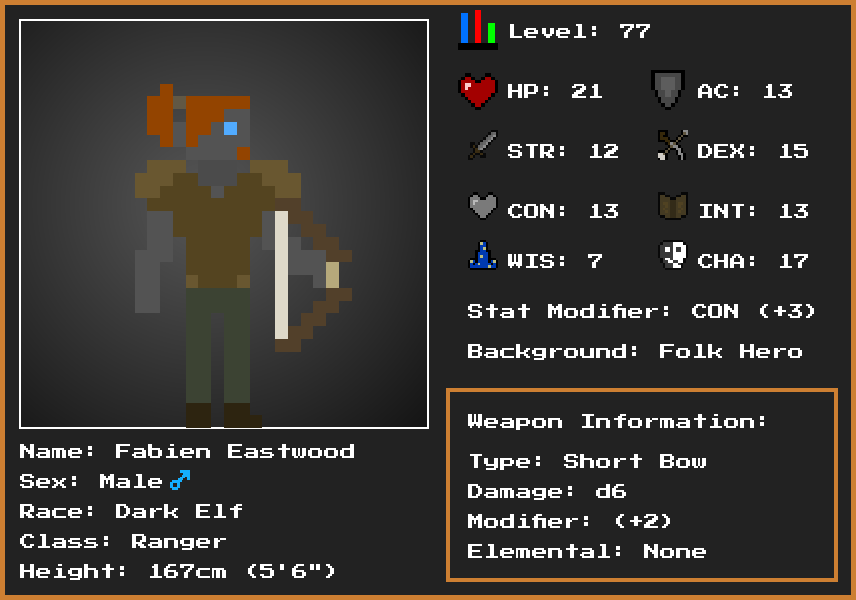 Level: 77
HP: 21
AC: 13
STR: 12
DEX: 15
CON: 13
INT: 13
WIS: 7
CHA: 17
Stat Modifier: CON (+3)
Background: Folk Hero
Weapon Information:
Type: Short Bow
Damage: d6
Modifier: (+2)
Elemental: None
Name: Fabien Eastwood
Sex: Male ♂
Race: Dark Elf
Class: Ranger
Height: 167cm (5'6")